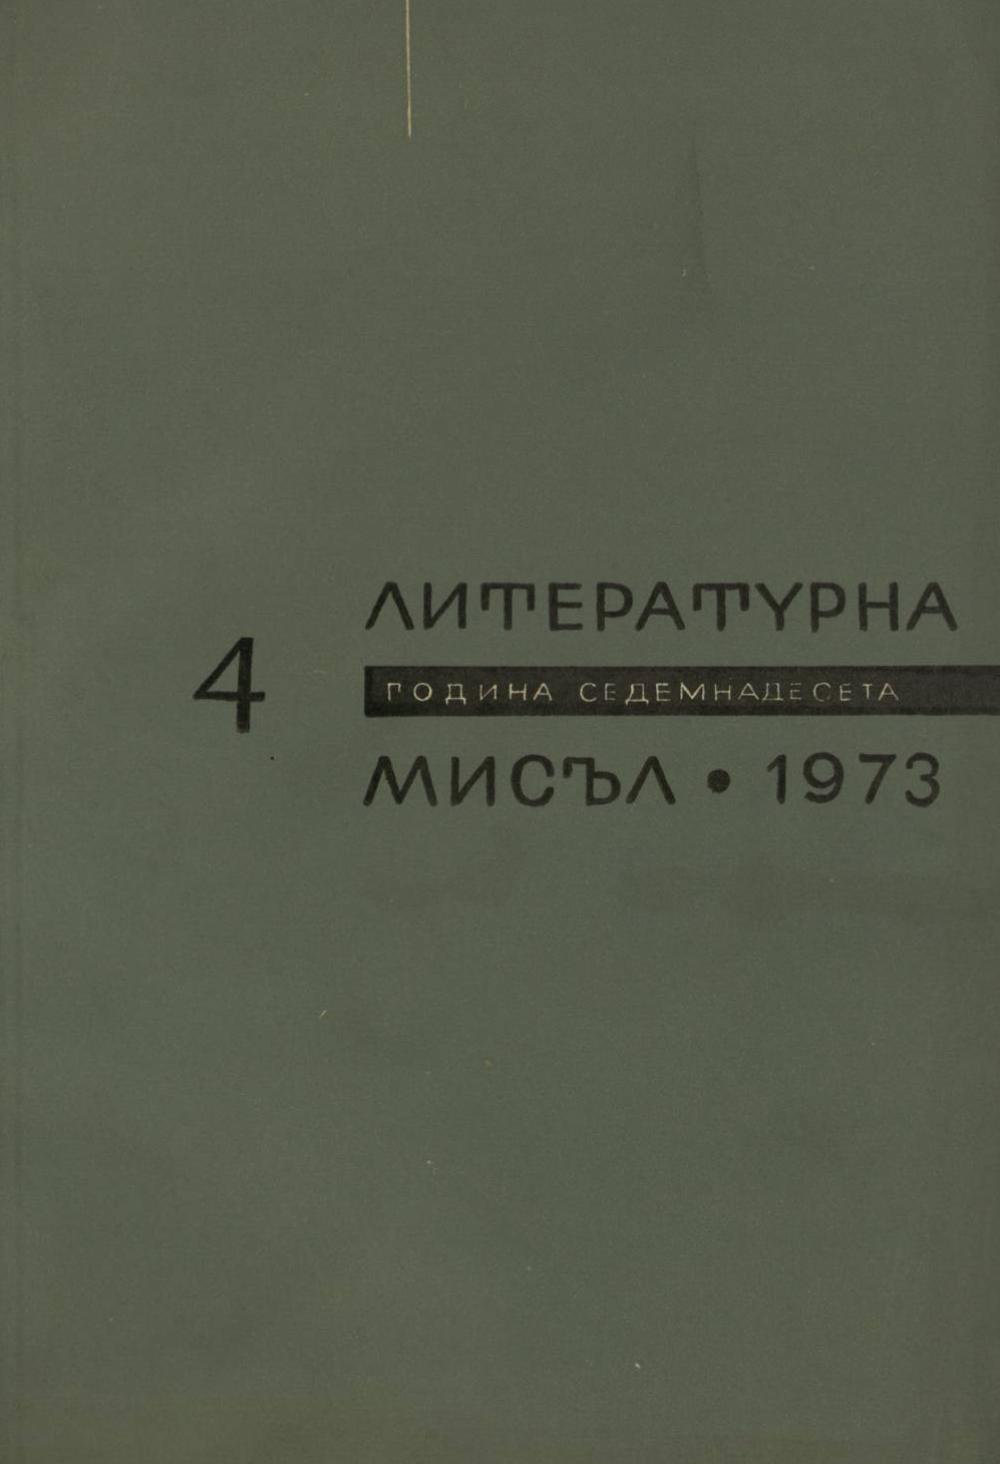 4
ЛИТЕРАТУРНА
ГОДИНА СЕДЕМНАДЕСЕТА
МИСЪЛ • 1973